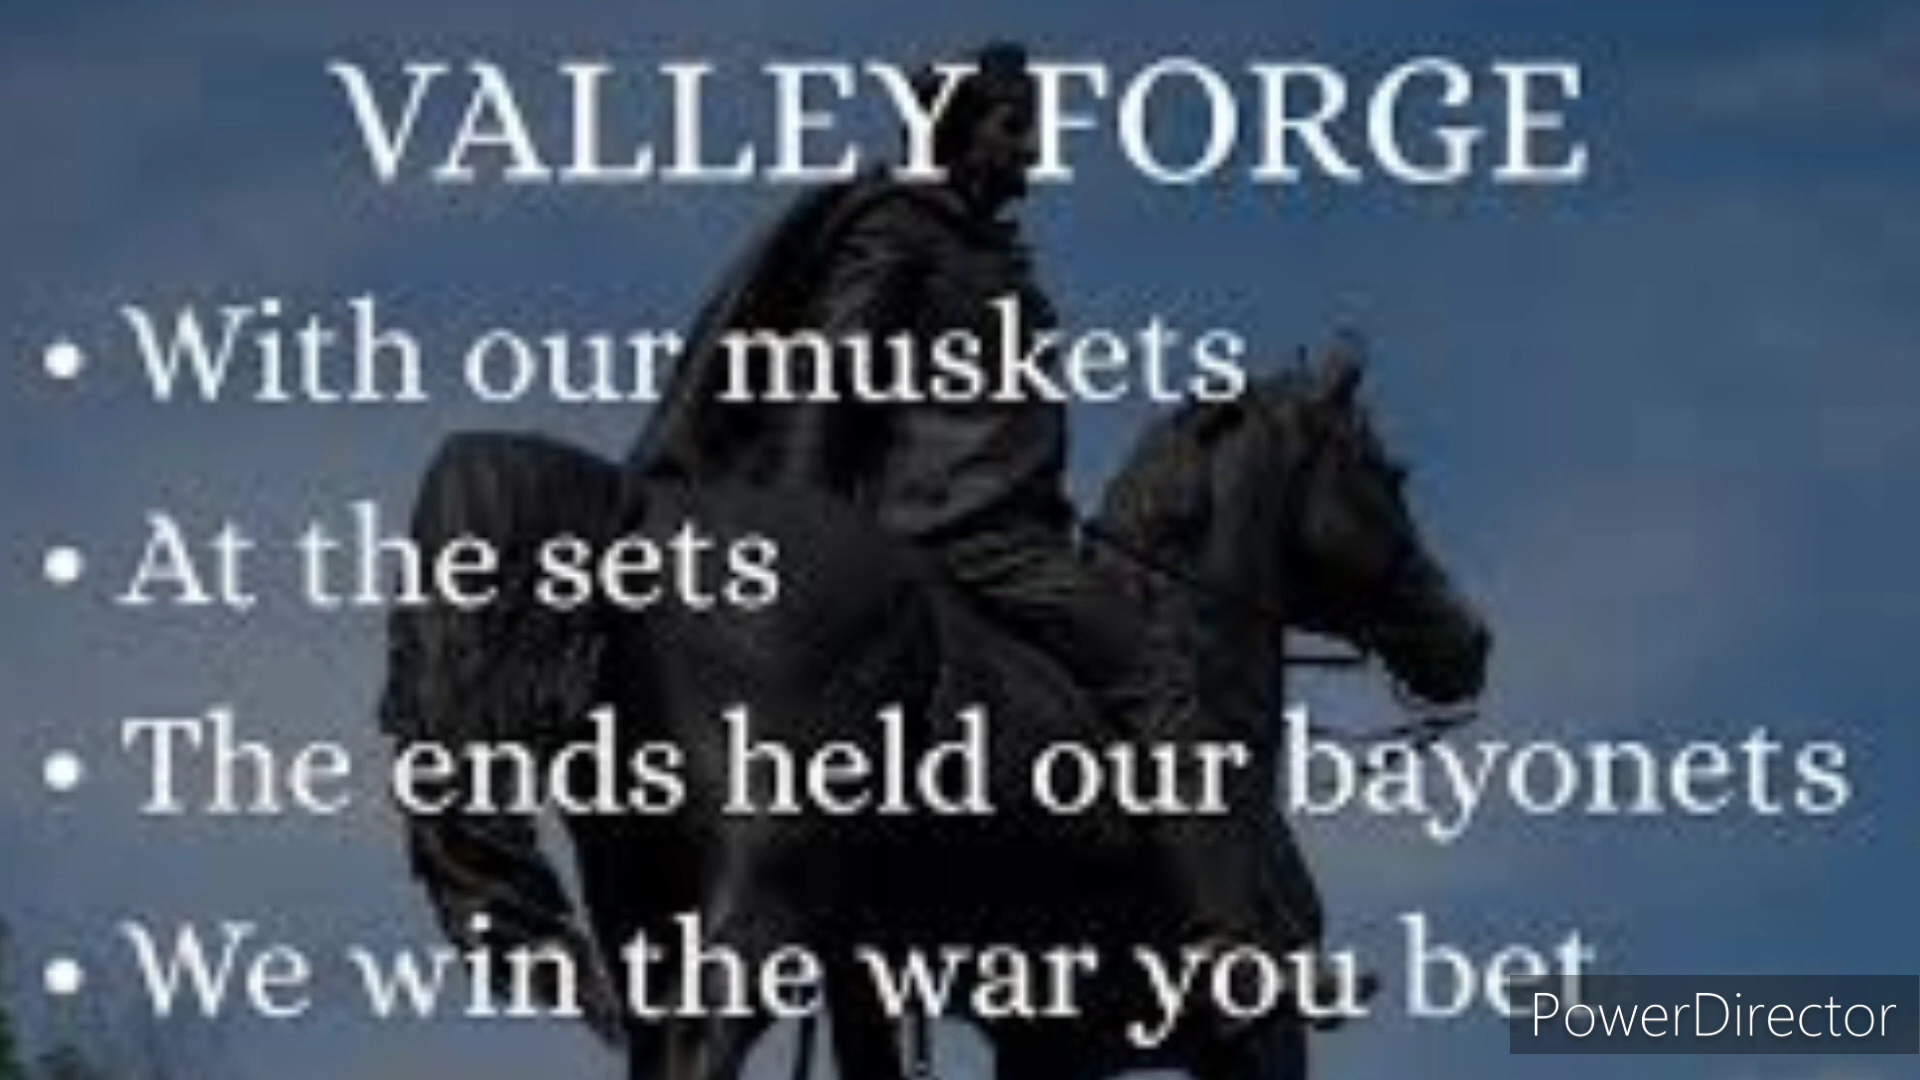 VALLEY FORGE
• With our muskets
• At the sets
• The ends held our bayonets
• We win the war you bet
PowerDirector